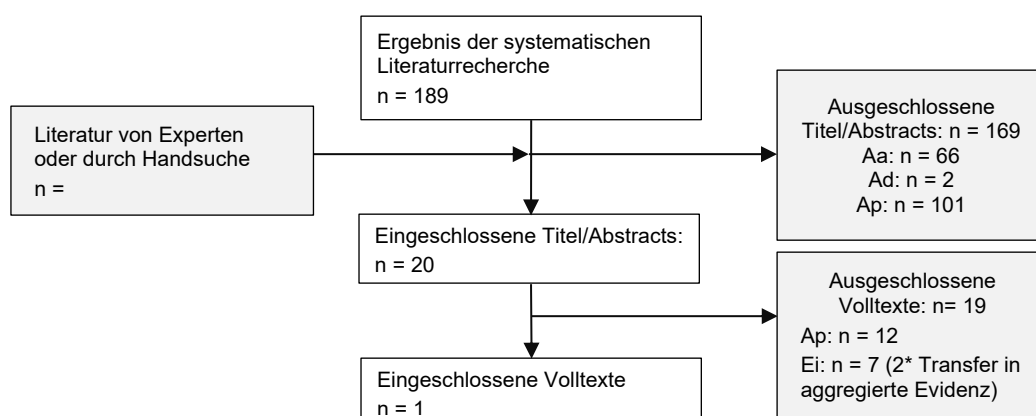 Ergebnis der systematischen
Literaturrecherche
n = 189
Literatur von Experten
oder durch Handsuche
n =
Ausgeschlossene
Titel/Abstracts: n = 169
Aa: n = 66
Ad: n = 2
Ap: n = 101
Eingeschlossene Titel/Abstracts:
n = 20
Ausgeschlossene
Volltexte: n= 19
Ap: n = 12
Ei: n = 7 (2* Transfer in
aggregierte Evidenz)
Eingeschlossene Volltexte
n = 1